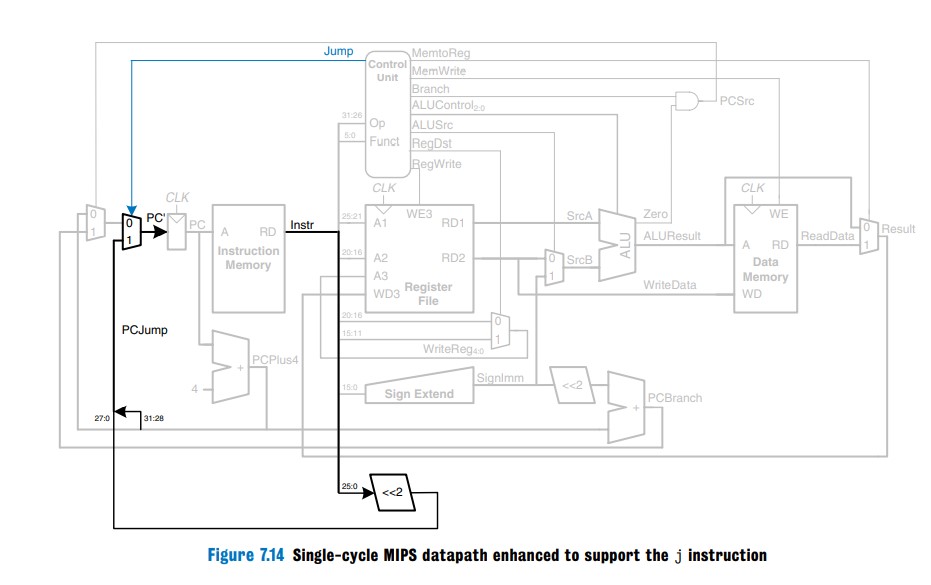 Jump
Control
Unit
MemtoReg
MemWrite
Branch
ALUControl2:0
ALUSrc
RegDst
RegWrite
PCSrc
31:26
Op
5:0
Funct
CLK
CLK
CLK
0
1
0
1
PC'
PC
A
RD
Instruction
Memory
Instr
25:21
A1
WE3
RD1
20:16
A2
RD2
A3
WD3
Register
File
SrcA
SrcB
0
1
ALU
Zero
ALUResult
WriteData
WE
A
RD
Data
Memory
WD
ReadData
0
1
Result
20:16
15:11
0
1
WriteReg4:0
PCJump
4
+
PCPlus4
15:0
Sign Extend
SignImm
<<2
+
PCBranch
27:0
31:28
25:0
<<2
Figure 7.14 Single-cycle MIPS datapath enhanced to support the j instruction